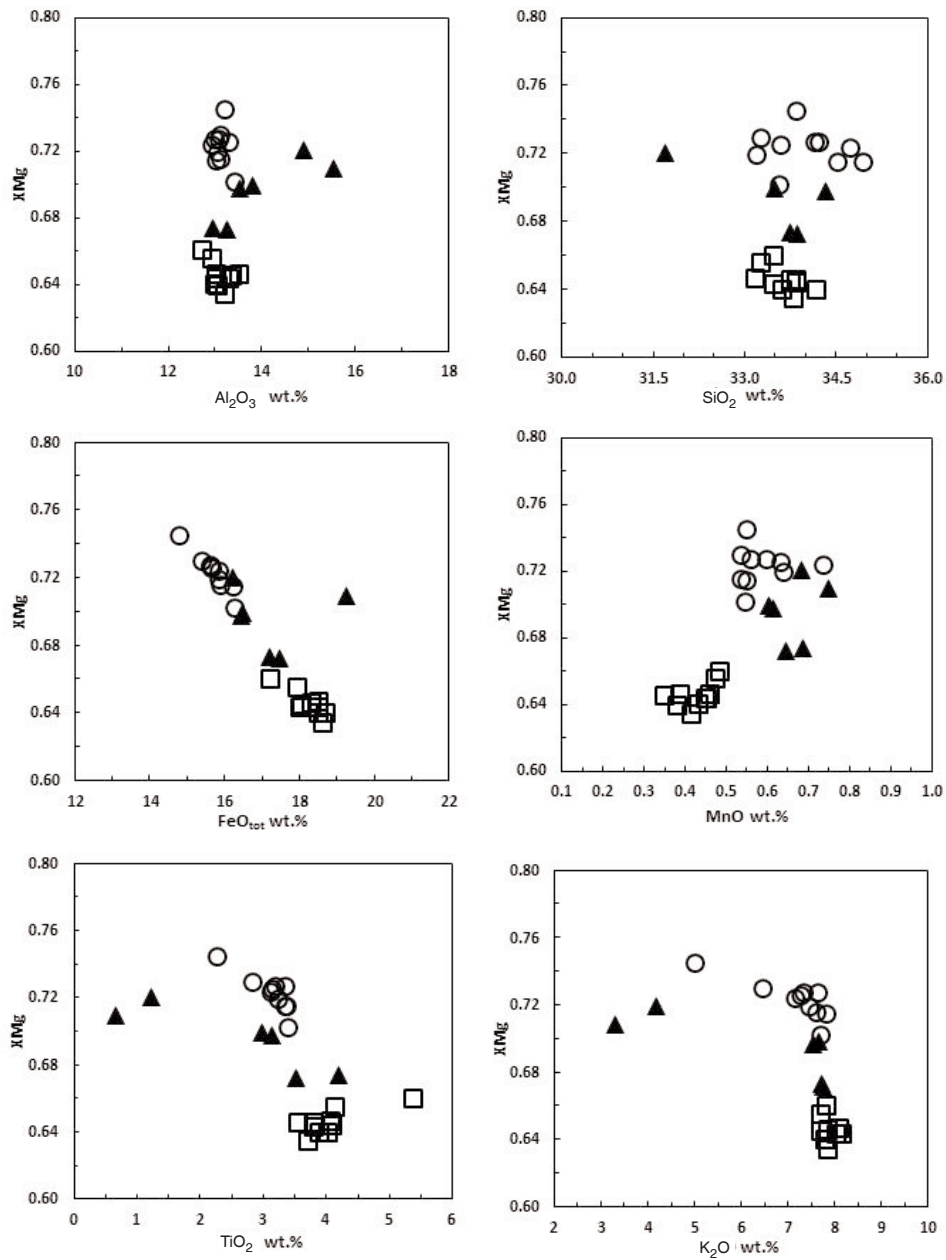 0.80
0.76
0.72
0.68
0.64
0.60
XMg
10 12 14 16 18
Al₂O₃ wt.%
0.80
0.76
0.72
0.68
0.64
0.60
XMg
30.0 31.5 33.0 34.5 36.0
SiO₂ wt.%
0.80
0.76
0.72
0.68
0.64
0.60
XMg
12 14 16 18 20 22
FeOtot wt.%
0.80
0.76
0.72
0.68
0.64
0.60
XMg
0.1 0.2 0.3 0.4 0.5 0.6 0.7 0.8 0.9 1.0
MnO wt.%
0.80
0.76
0.72
0.68
0.64
0.60
XMg
0 1 2 3 4 5 6
TiO₂ wt.%
0.80
0.76
0.72
0.68
0.64
0.60
XMg
2 3 4 5 6 7 8 9 10
K₂O wt.%